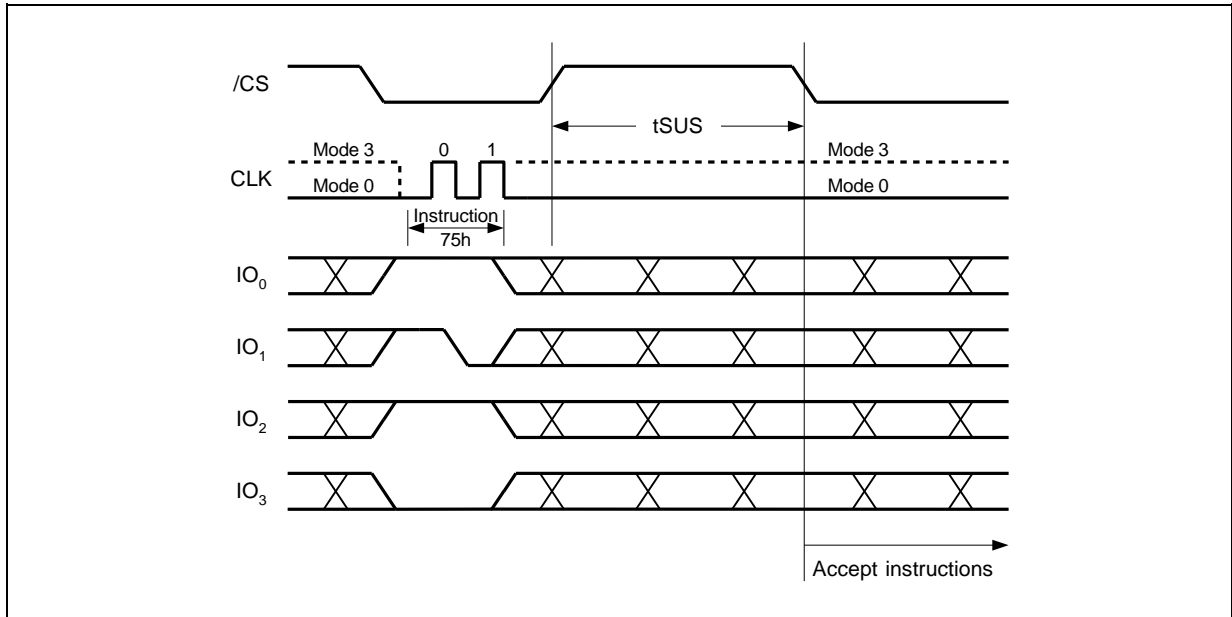 /CS
tSUS
Mode 3 0 1 Mode 3
CLK
Mode 0 Mode 0
Instruction
75h
IO0
IO1
IO2
IO3
Accept instructions